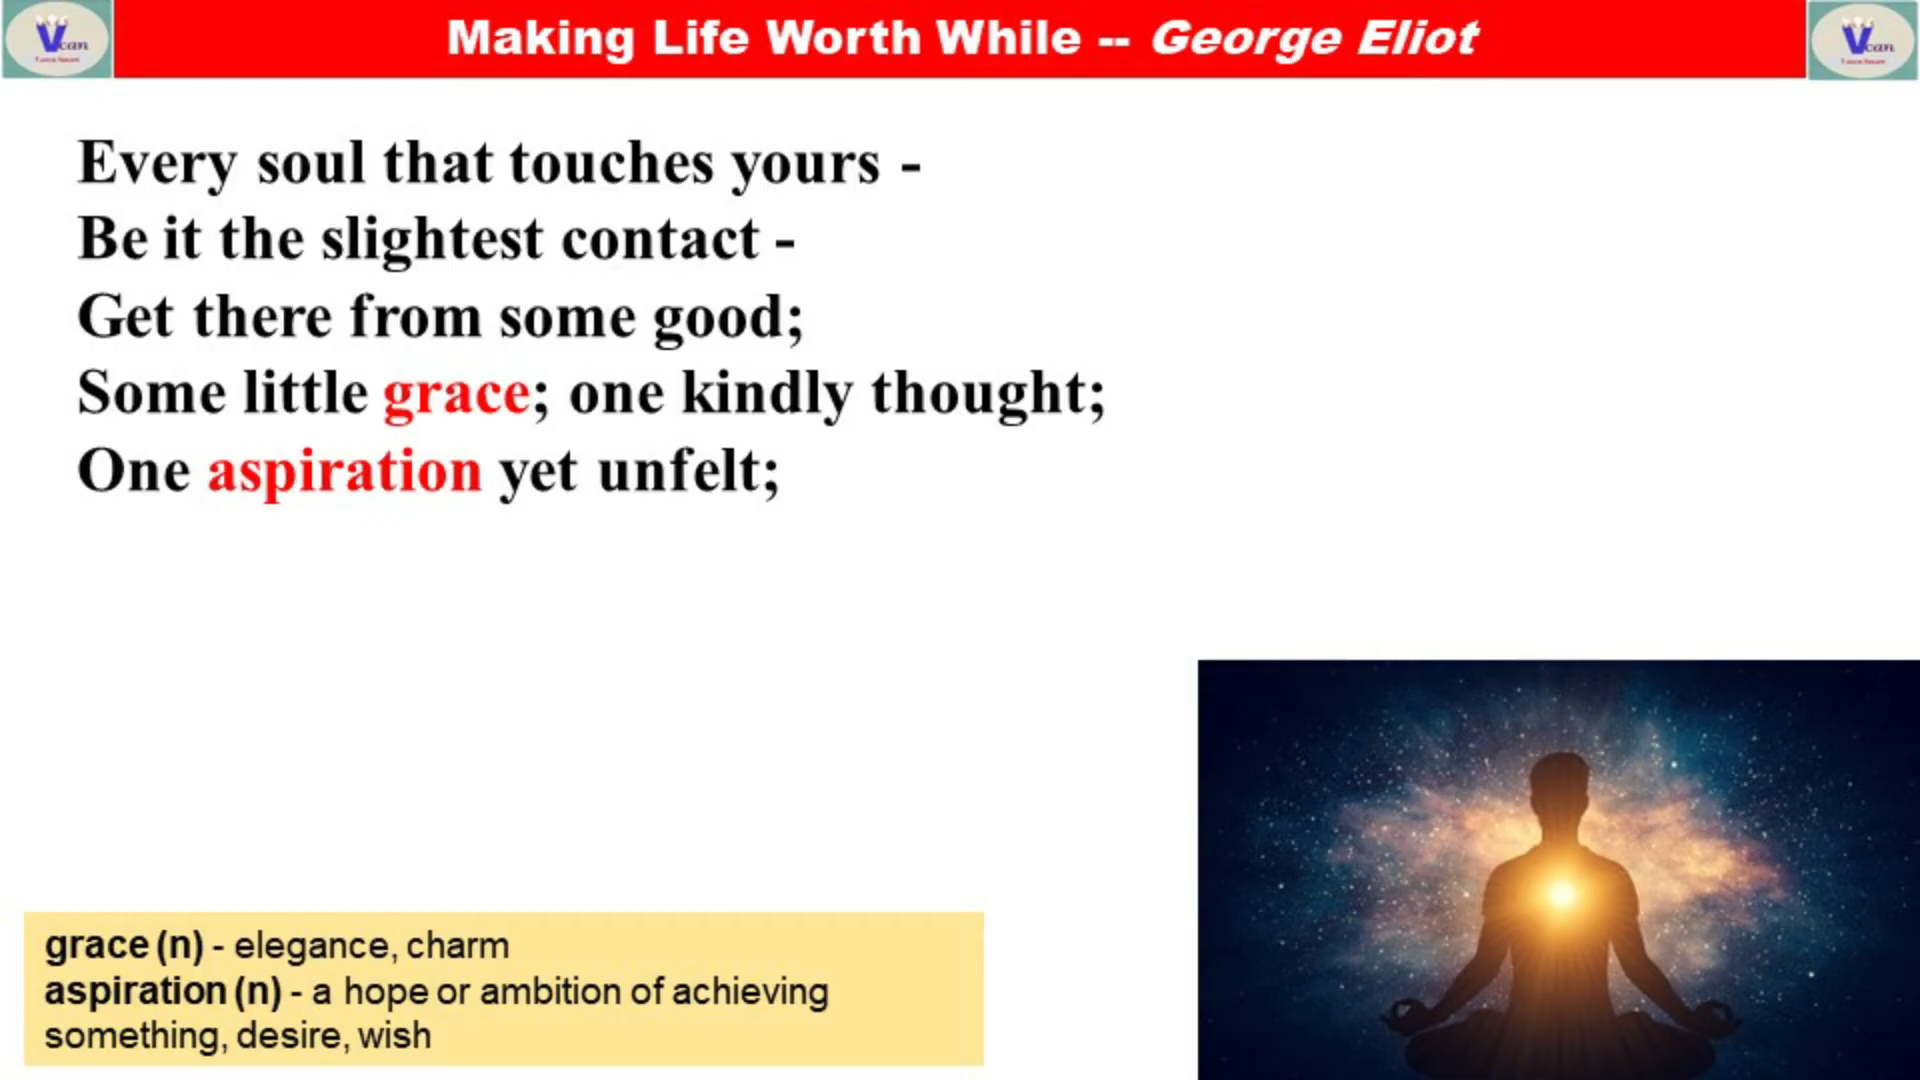 Vcan
Making Life Worth While -- George Eliot
Vcan
Every soul that touches yours -
Be it the slightest contact -
Get there from some good;
Some little grace; one kindly thought;
One aspiration yet unfelt;
grace (n) - elegance, charm
aspiration (n) - a hope or ambition of achieving
something, desire, wish